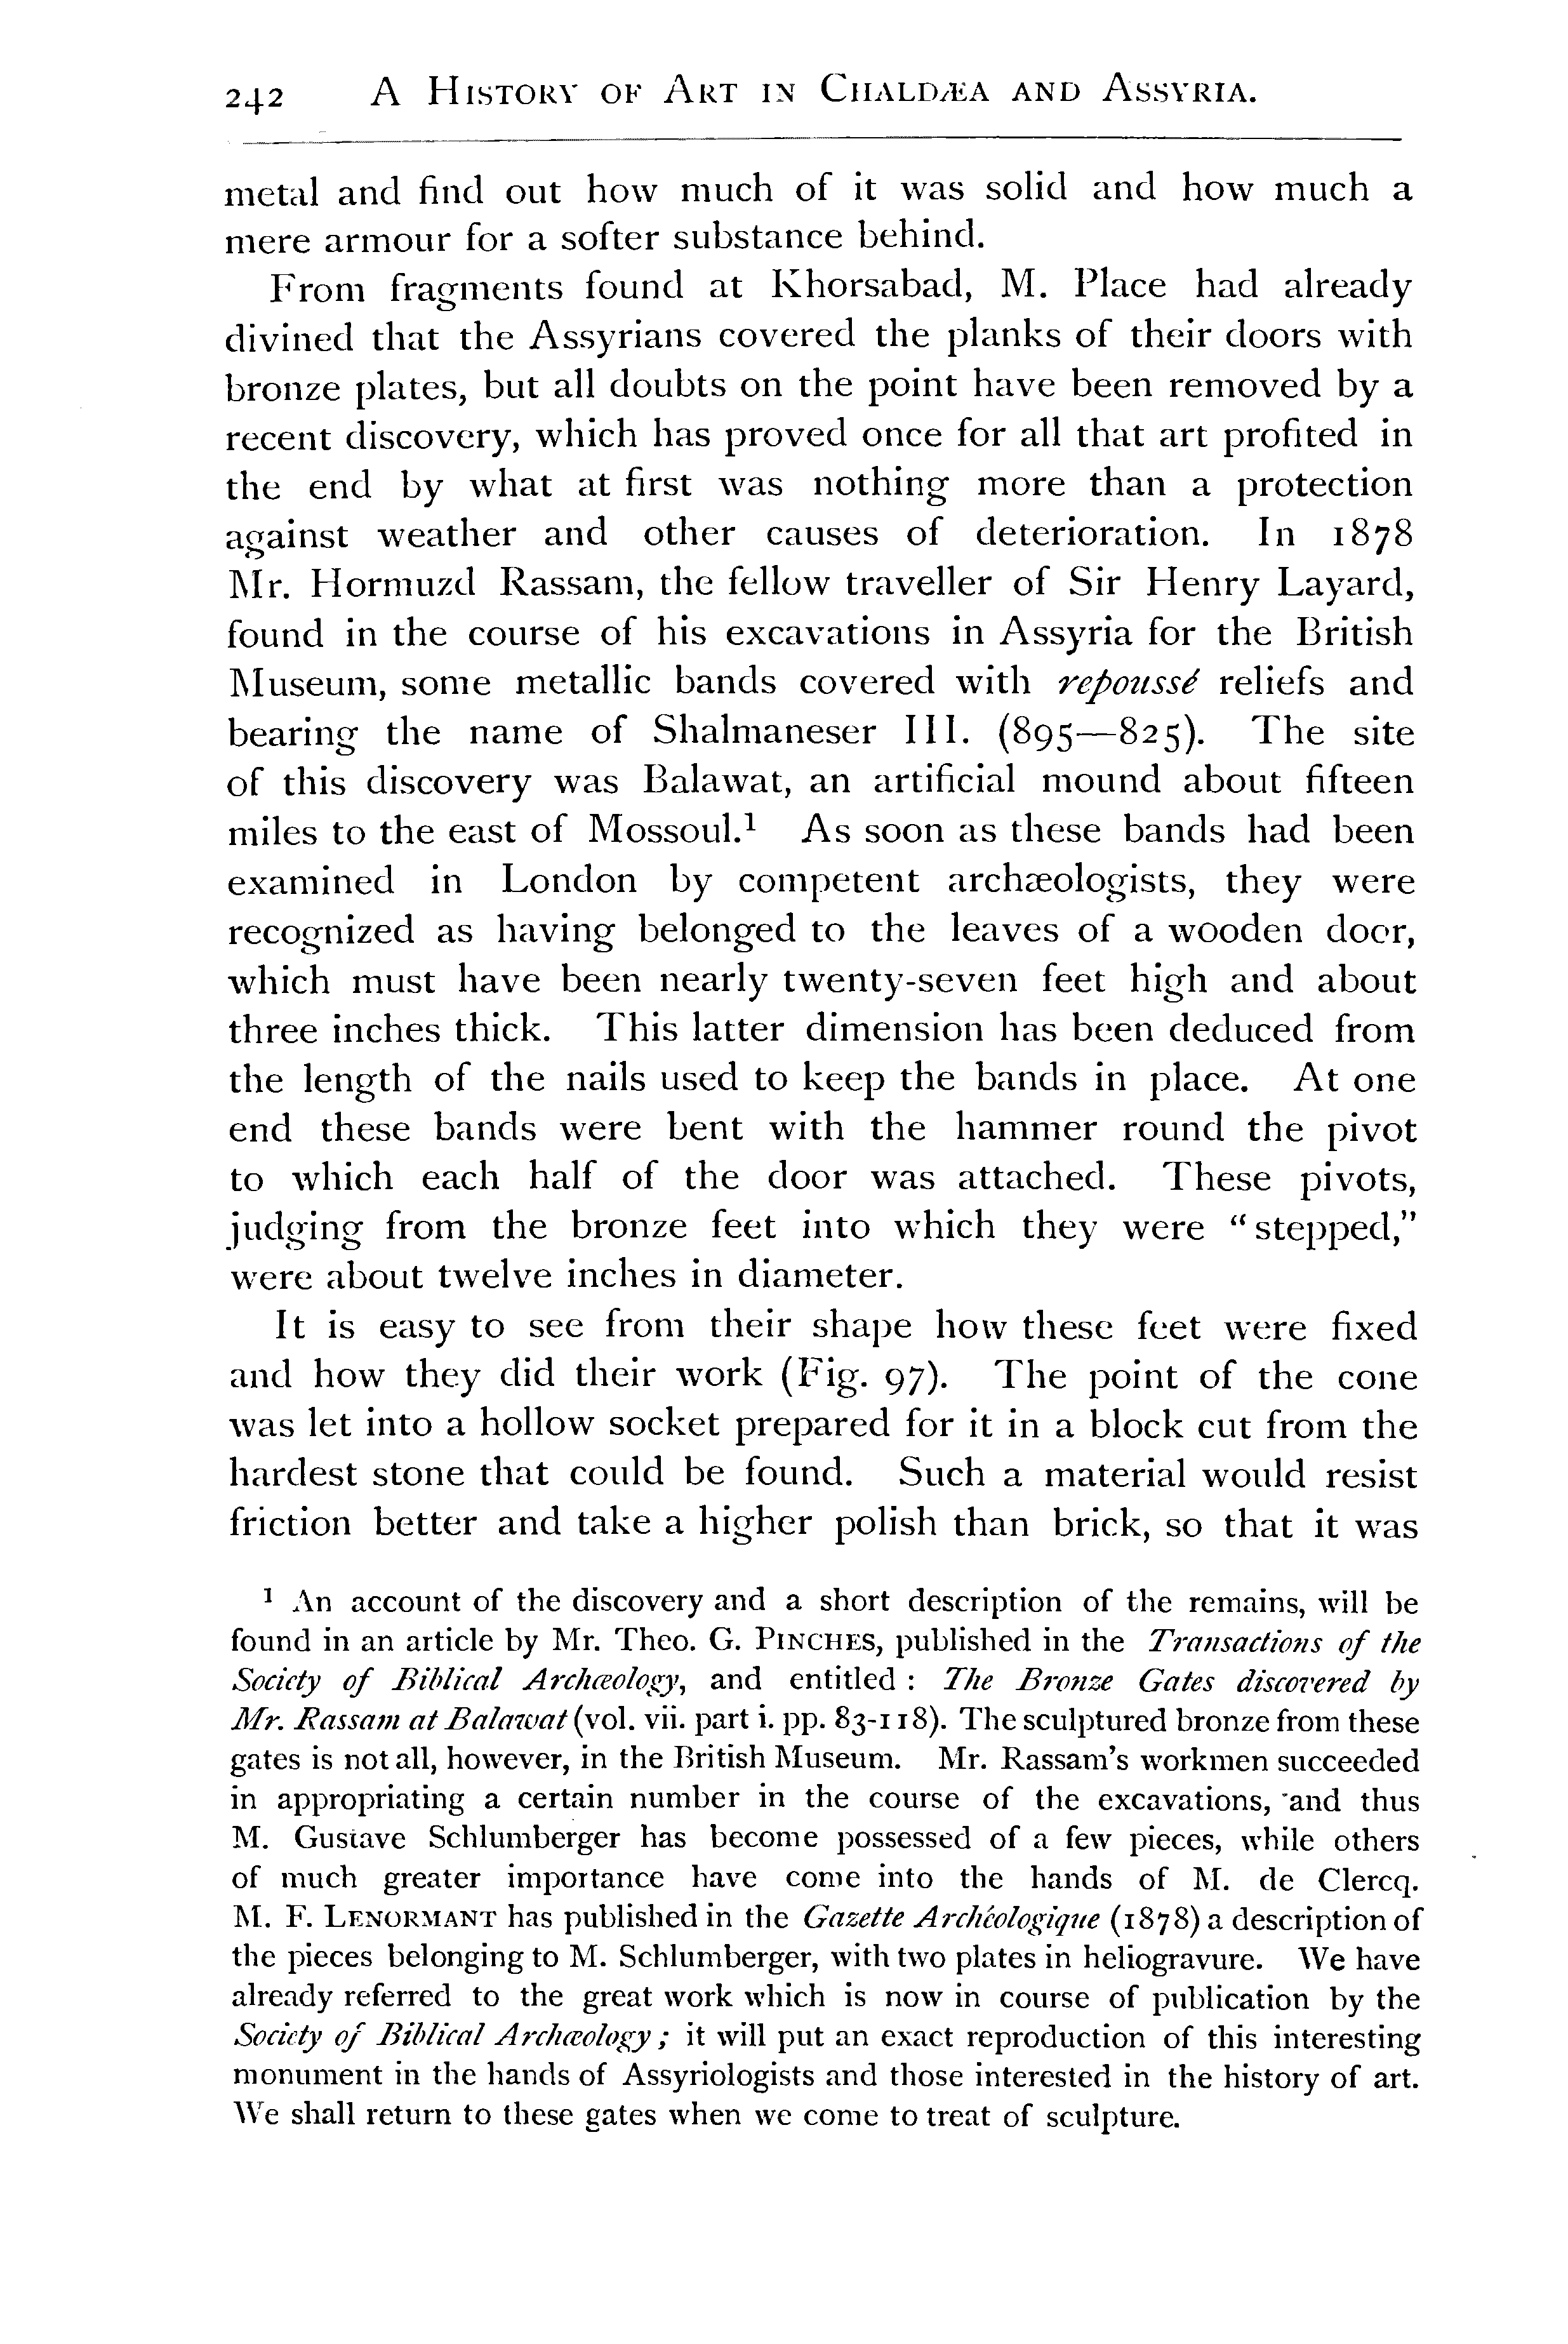 242 A HISTORY OF ART IN CHALDÆA AND ASSYRIA.
metal and find out how much of it was solid and how much a
mere armour for a softer substance behind.
From fragments found at Khorsabad, M. Place had already
divined that the Assyrians covered the planks of their doors with
bronze plates, but all doubts on the point have been removed by a
recent discovery, which has proved once for all that art profited in
the end by what at first was nothing more than a protection
against weather and other causes of deterioration. In 1878
Mr. Hormuzd Rassam, the fellow traveller of Sir Henry Layard,
found in the course of his excavations in Assyria for the British
Museum, some metallic bands covered with repoussé reliefs and
bearing the name of Shalmaneser III. (895—825). The site
of this discovery was Balawat, an artificial mound about fifteen
miles to the east of Mossoul.¹ As soon as these bands had been
examined in London by competent archæologists, they were
recognized as having belonged to the leaves of a wooden door,
which must have been nearly twenty-seven feet high and about
three inches thick. This latter dimension has been deduced from
the length of the nails used to keep the bands in place. At one
end these bands were bent with the hammer round the pivot
to which each half of the door was attached. These pivots,
judging from the bronze feet into which they were “stepped,”
were about twelve inches in diameter.
It is easy to see from their shape how these feet were fixed
and how they did their work (Fig. 97). The point of the cone
was let into a hollow socket prepared for it in a block cut from the
hardest stone that could be found. Such a material would resist
friction better and take a higher polish than brick, so that it was
¹ An account of the discovery and a short description of the remains, will be
found in an article by Mr. Theo. G. PINCHES, published in the Transactions of the
Society of Biblical Archæology, and entitled : The Bronze Gates discovered by
Mr. Rassam at Balawat (vol. vii. part i. pp. 83-118). The sculptured bronze from these
gates is not all, however, in the British Museum. Mr. Rassam’s workmen succeeded
in appropriating a certain number in the course of the excavations, and thus
M. Gustave Schlumberger has become possessed of a few pieces, while others
of much greater importance have come into the hands of M. de Clercq.
M. F. LENORMANT has published in the Gazette Archéologique (1878) a description of
the pieces belonging to M. Schlumberger, with two plates in heliogravure. We have
already referred to the great work which is now in course of publication by the
Society of Biblical Archæology ; it will put an exact reproduction of this interesting
monument in the hands of Assyriologists and those interested in the history of art.
We shall return to these gates when we come to treat of sculpture.